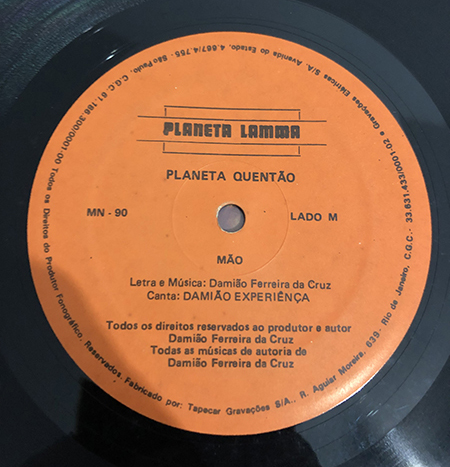 PLANETA LAMMA
PLANETA QUENTÃO
MN - 90
LADO M
MÃO
Letra e Música: Damião Ferreira da Cruz
Canta: DAMIÃO EXPERIÊNÇA
Todos os direitos reservados ao produtor e autor
Damião Ferreira da Cruz
Todas as músicas de autoria de
Damião Ferreira da Cruz
Todos os Direitos do Produtor Fonográfico, Reservados. Fabricado por: Tapecar Gravações S/A., R. Aguiar Moreira, 639 - Rio de Janeiro, C.G.C - 33.631.433/0001-02 e Gravações Elétricas S/A. Avenida do Estado, 4.667/4.755 - São Paulo, C.G.C. 61.186.300/0001-00